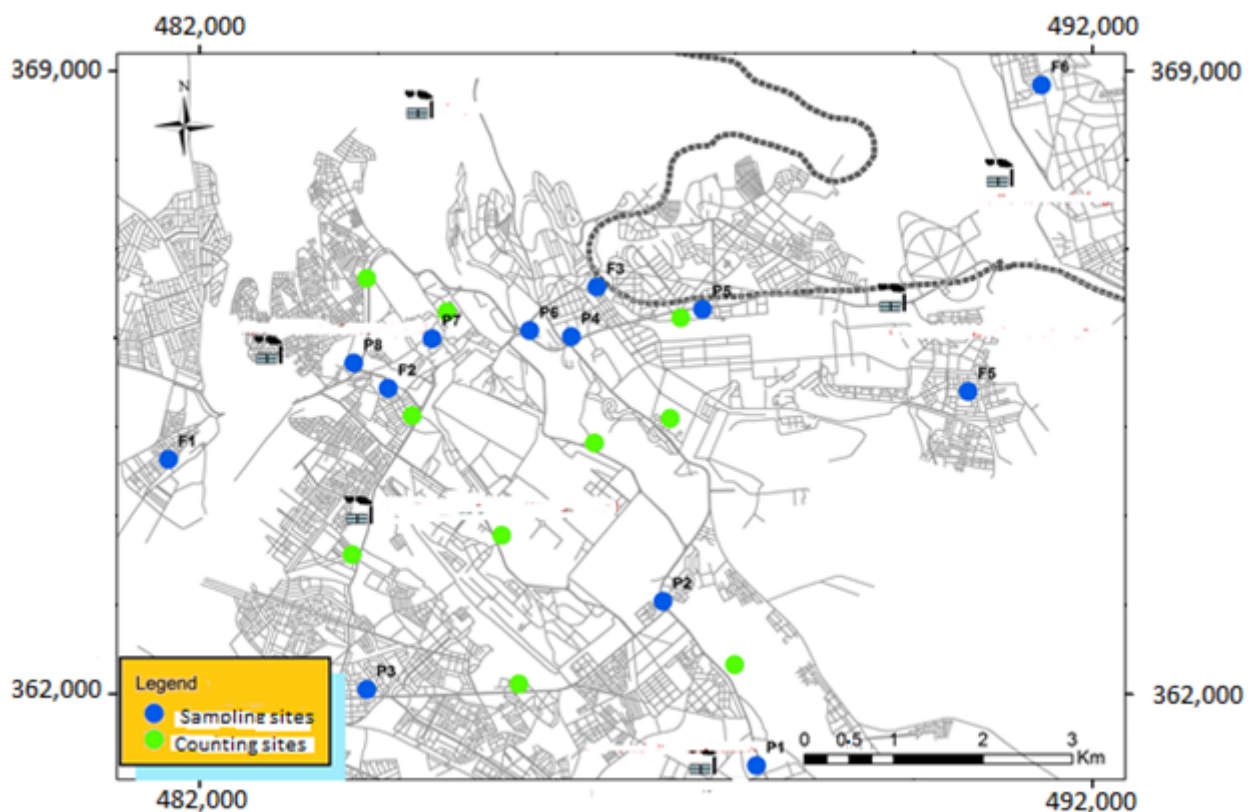 482,000
492,000
369,000
369,000
N
F6
F3
P5
P6
P4
P7
P8
F2
F5
F1
P2
P3
P1
362,000
362,000
Legend
Sampling sites
Counting sites
0 0.5 1 2 3
Km
482,000
492,000